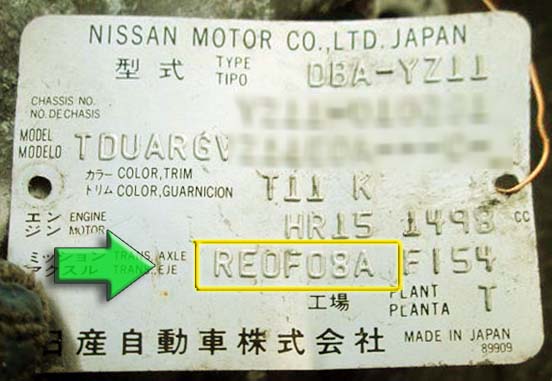 NISSAN MOTOR CO.,LTD. JAPAN
型式 TYPE TIPO DBA-YZ11
CHASSIS NO.
NO. DE CHASIS
MODEL
MODELO TDUARGV
カラー COLOR,TRIM
トリム COLOR,GUARNICION T11 K
エンジン ENGINE MOTOR HR15 1498 CC
ミッション TRANS. AXLE
アクスル TRANS. EJE RE0F08A FI54
工場 PLANT PLANTA T
日産自動車株式会社 MADE IN JAPAN
89909